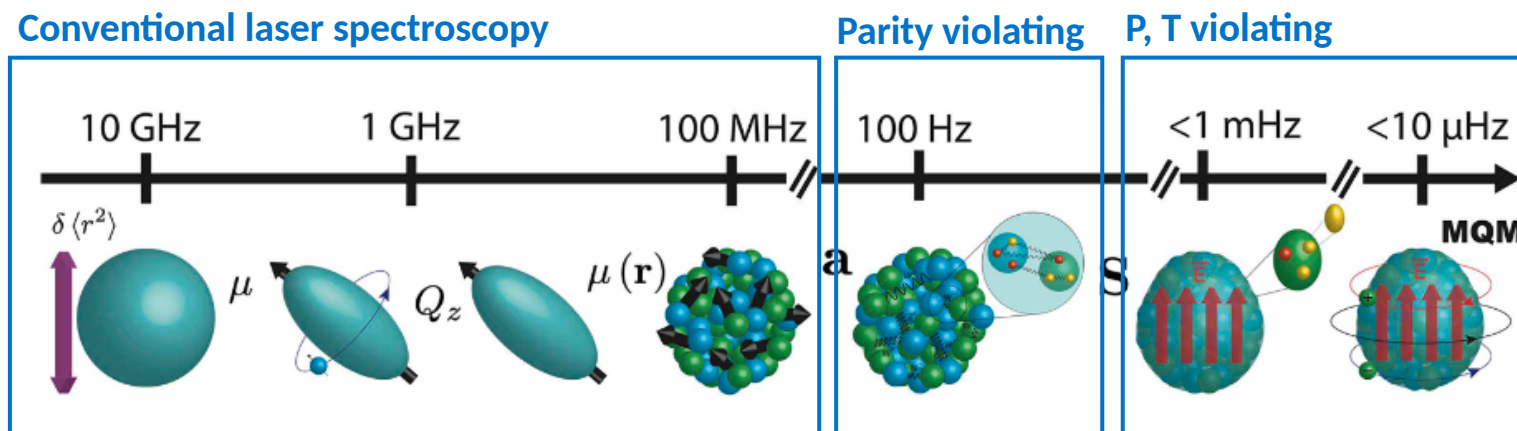 Conventional laser spectroscopy
Parity violating
P, T violating
10 GHz
1 GHz
100 MHz
100 Hz
<1 mHz
<10 μHz
δ⟨r²⟩
μ
Q_z
μ(r)
a
S
E
E
MQM
+
−